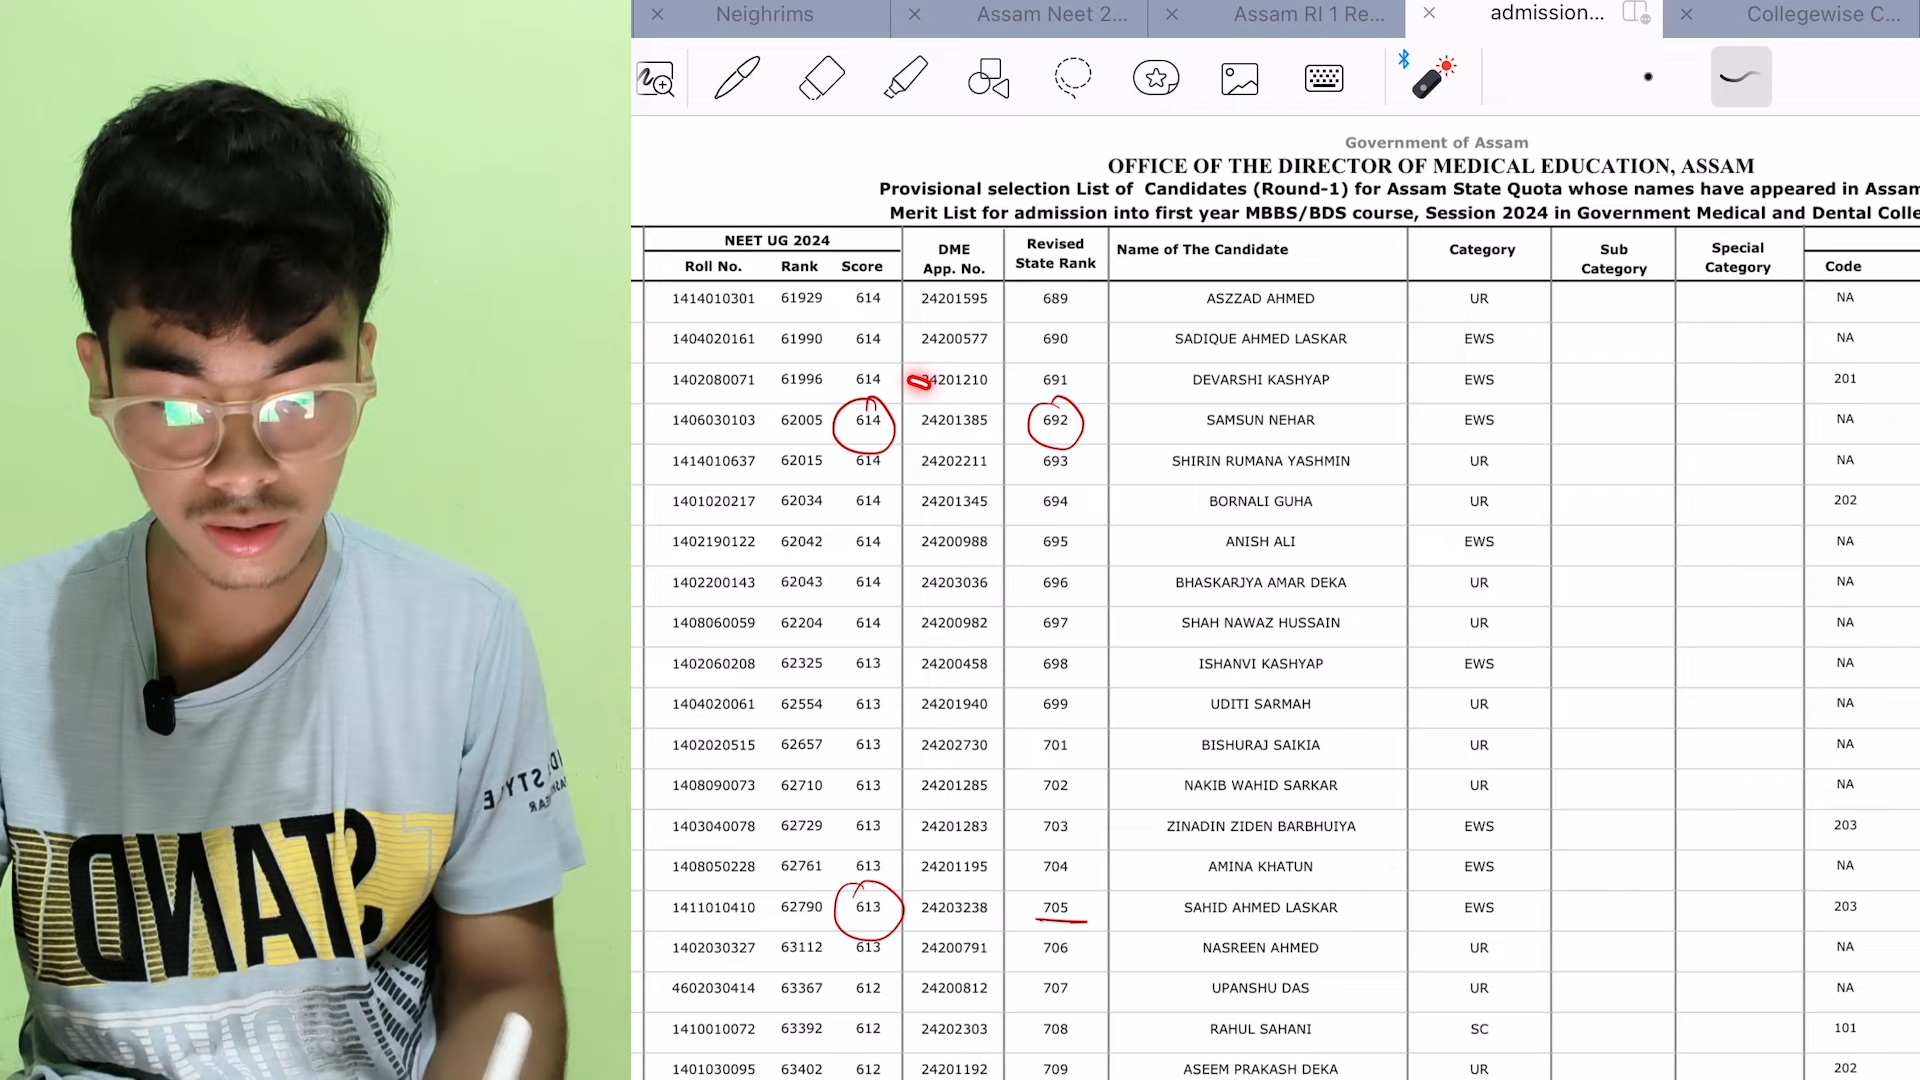 Neighrims
Assam Neet 2...
Assam RI 1 Re...
admission...
Collegewise C...
Government of Assam
OFFICE OF THE DIRECTOR OF MEDICAL EDUCATION, ASSAM
Provisional selection List of Candidates (Round-1) for Assam State Quota whose names have appeared in Assam
Merit List for admission into first year MBBS/BDS course, Session 2024 in Government Medical and Dental Colle
NEET UG 2024 DME App. No. Revised State Rank Name of The Candidate Category Sub Category Special Category
Roll No. Rank Score Code
1414010301 61929 614 24201595 689 ASZZAD AHMED UR NA
1404020161 61990 614 24200577 690 SADIQUE AHMED LASKAR EWS NA
1402080071 61996 614 24201210 691 DEVARSHI KASHYAP EWS 201
1406030103 62005 614 24201385 692 SAMSUN NEHAR EWS NA
1414010637 62015 614 24202211 693 SHIRIN RUMANA YASHMIN UR NA
1401020217 62034 614 24201345 694 BORNALI GUHA UR 202
1402190122 62042 614 24200988 695 ANISH ALI EWS NA
1402200143 62043 614 24203036 696 BHASKARJYA AMAR DEKA UR NA
1408060059 62204 614 24200982 697 SHAH NAWAZ HUSSAIN UR NA
1402060208 62325 613 24200458 698 ISHANVI KASHYAP EWS NA
1404020061 62554 613 24201940 699 UDITI SARMAH UR NA
1402020515 62657 613 24202730 701 BISHURAJ SAIKIA UR NA
1408090073 62710 613 24201285 702 NAKIB WAHID SARKAR UR NA
1403040078 62729 613 24201283 703 ZINADIN ZIDEN BARBHUIYA EWS 203
1408050228 62761 613 24201195 704 AMINA KHATUN EWS NA
1411010410 62790 613 24203238 705 SAHID AHMED LASKAR EWS 203
1402030327 63112 613 24200791 706 NASREEN AHMED UR NA
4602030414 63367 612 24200812 707 UPANSHU DAS UR NA
1410010072 63392 612 24202303 708 RAHUL SAHANI SC 101
1401030095 63402 612 24201192 709 ASEEM PRAKASH DEKA UR 202
STAND